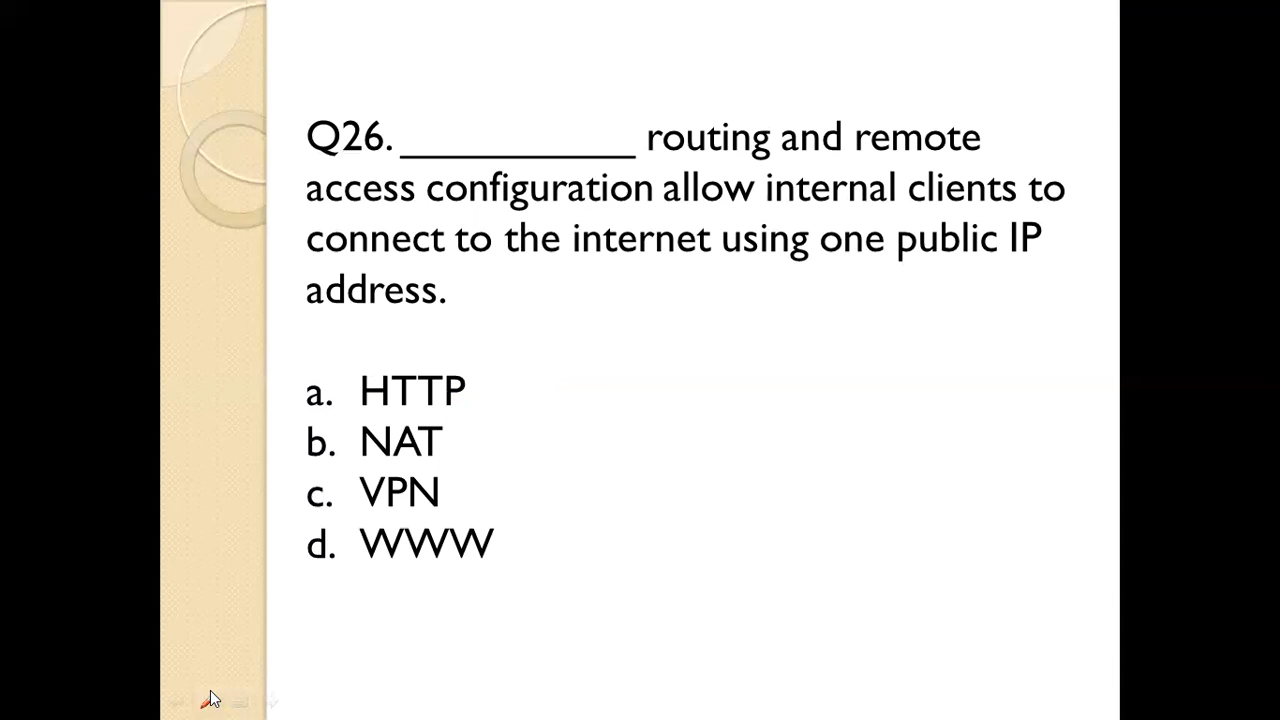 Q26. ___________ routing and remote
access configuration allow internal clients to
connect to the internet using one public IP
address.
a. HTTP
b. NAT
c. VPN
d. WWW